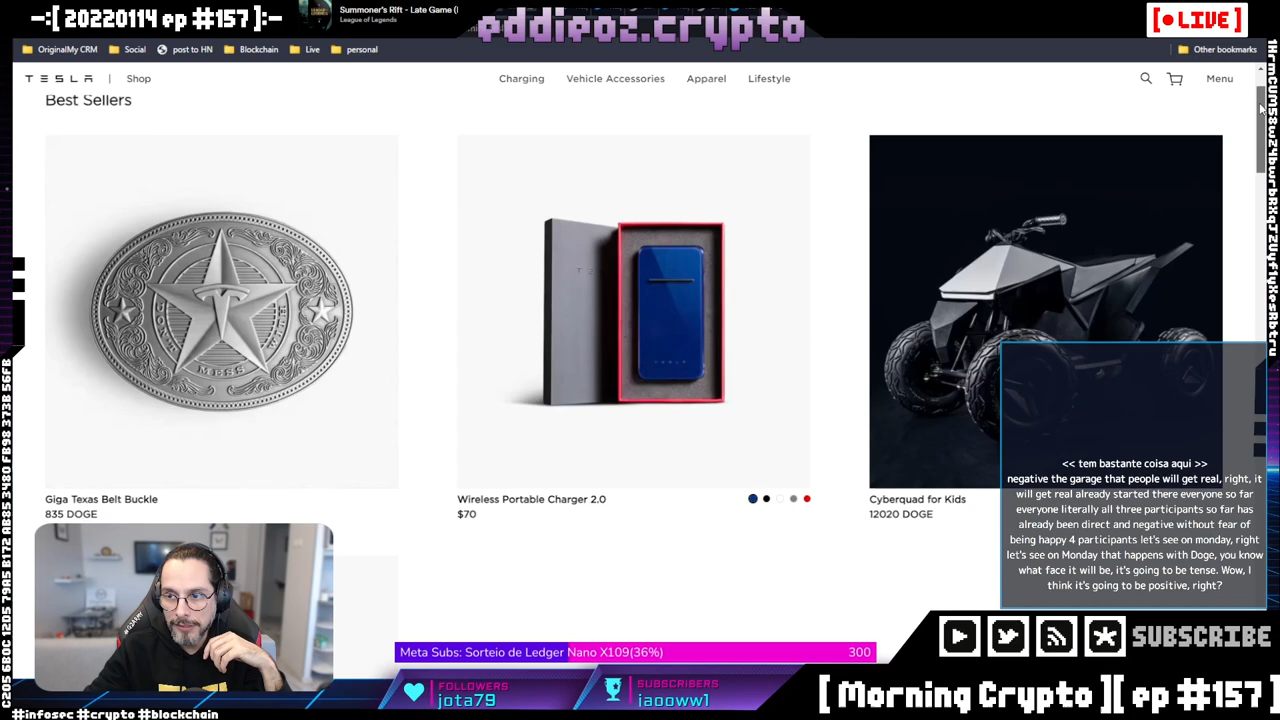 -:[ 20220114 ep #157]:-
Summoner's Rift - Late Game (
League of Legends
eddieoz.crypto
[•LIVE]
OriginalMy CRM
Social
post to HN
Blockchain
Live
personal
Other bookmarks
TESLA | Shop
Charging
Vehicle Accessories
Apparel
Lifestyle
Menu
Best Sellers
MESS
TESLA
Giga Texas Belt Buckle
835 DOGE
Wireless Portable Charger 2.0
$70
Cyberquad for Kids
12020 DOGE
<< tem bastante coisa aqui >>
negative the garage that people will get real, right, it
will get real already started there everyone so far
everyone literally all three participants so far has
already been direct and negative without fear of
being happy 4 participants let's see on monday, right
let's see on Monday that happens with Doge, you know
what face it will be, it's going to be tense. Wow, I
think it's going to be positive, right?
Meta Subs: Sorteio de Ledger Nano X109(36%)
300
SUBSCRIBE
FOLLOWERS
jota79
SUBSCRIBERS
iaooww1
[ Morning Crypto ][ ep #157 ]
#infosec #crypto #blockchain